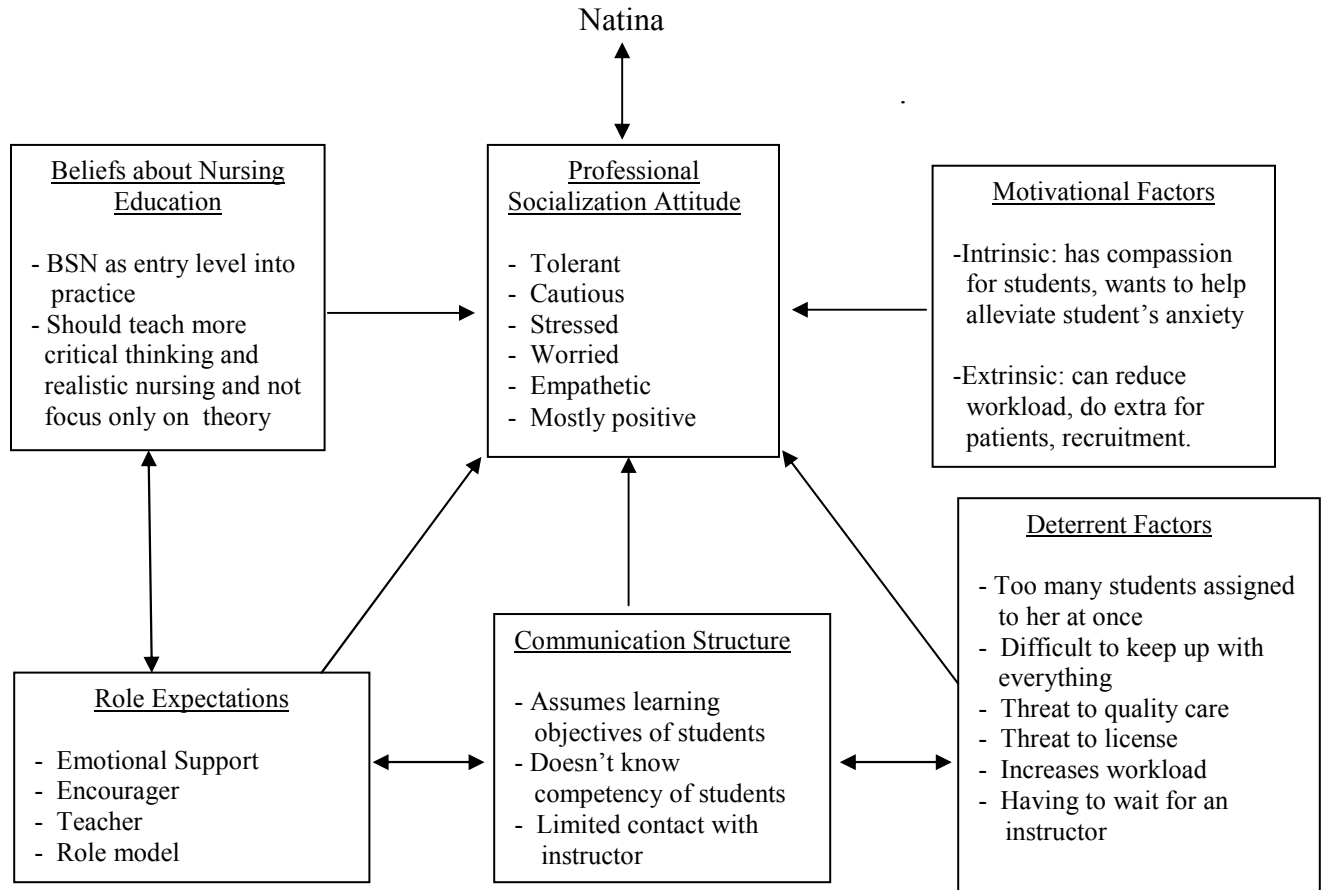 Natina
Beliefs about Nursing
Education
- BSN as entry level into
practice
- Should teach more
critical thinking and
realistic nursing and not
focus only on theory
Professional
Socialization Attitude
- Tolerant
- Cautious
- Stressed
- Worried
- Empathetic
- Mostly positive
Motivational Factors
-Intrinsic: has compassion
for students, wants to help
alleviate student’s anxiety
-Extrinsic: can reduce
workload, do extra for
patients, recruitment.
Role Expectations
- Emotional Support
- Encourager
- Teacher
- Role model
Communication Structure
- Assumes learning
objectives of students
- Doesn’t know
competency of students
- Limited contact with
instructor
Deterrent Factors
- Too many students assigned
to her at once
- Difficult to keep up with
everything
- Threat to quality care
- Threat to license
- Increases workload
- Having to wait for an
instructor